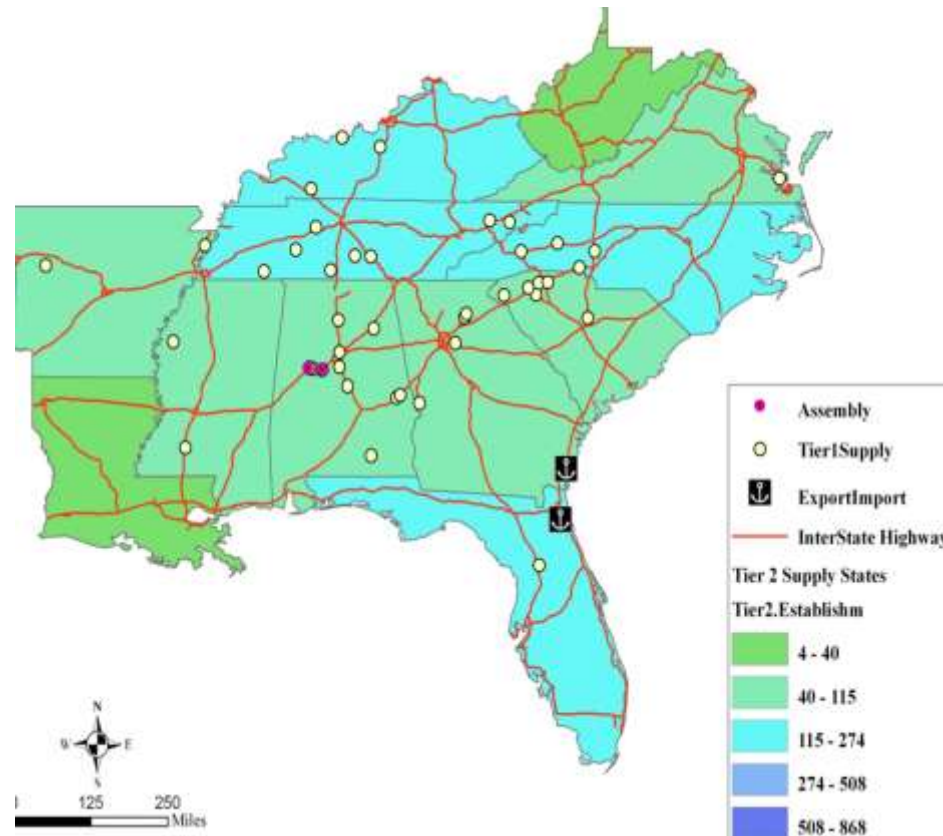 Assembly
Tier1Supply
ExportImport
InterState Highway
Tier 2 Supply States
Tier2.Establishm
4 - 40
40 - 115
115 - 274
274 - 508
508 - 868
N
W E
S
125 250
Miles